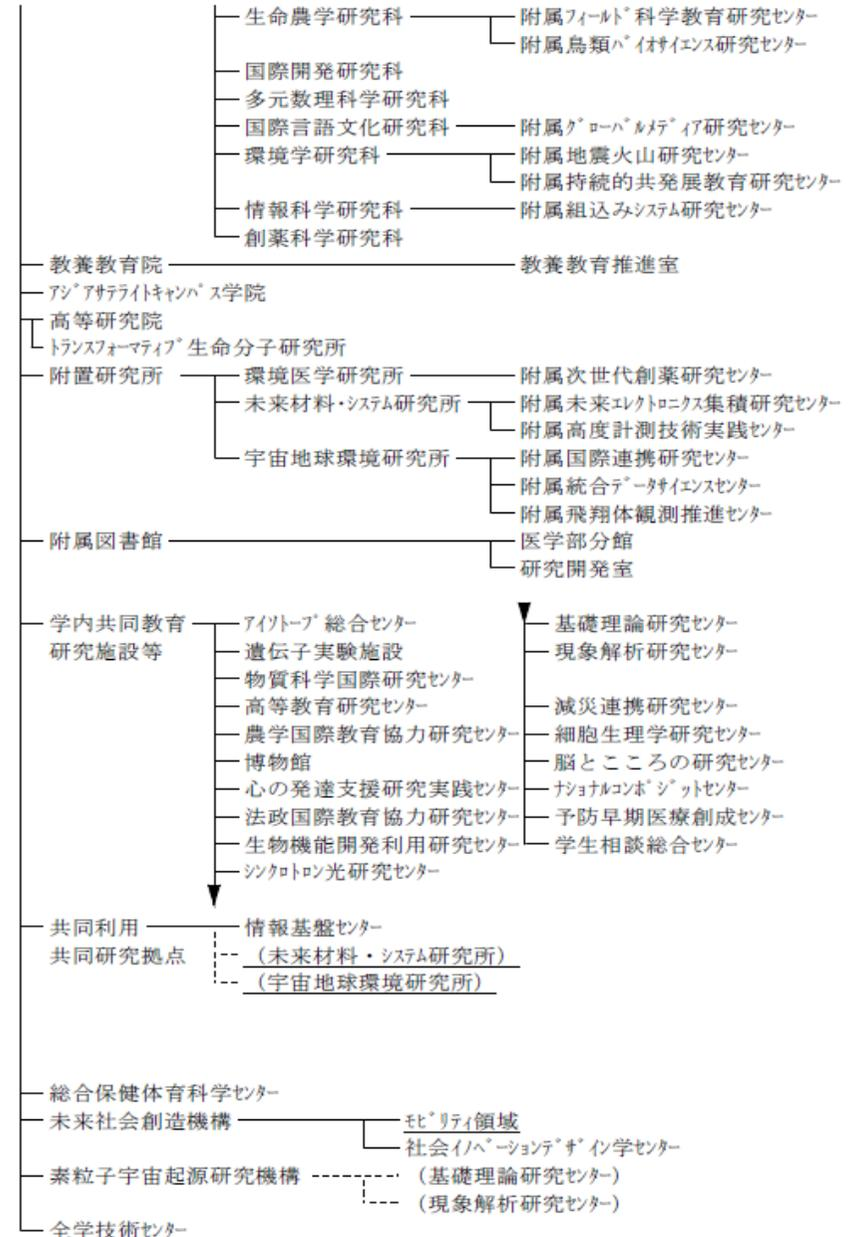 生命農学研究科 附属フィールド科学教育研究センター
附属鳥類バイオサイエンス研究センター
国際開発研究科
多元数理科学研究科
国際言語文化研究科 附属グローバルメディア研究センター
環境学研究科 附属地震火山研究センター
附属持続的共発展教育研究センター
情報科学研究科 附属組込みシステム研究センター
創薬科学研究科
教養教育院 教養教育推進室
アジアサテライトキャンパス学院
高等研究院
トランスフォーマティブ生命分子研究所
附置研究所 環境医学研究所 附属次世代創薬研究センター
未来材料・システム研究所 附属未来エレクトロニクス集積研究センター
附属高度計測技術実践センター
宇宙地球環境研究所 附属国際連携研究センター
附属統合データサイエンスセンター
附属飛翔体観測推進センター
附属図書館 医学部分館
研究開発室
学内共同教育 アイソトープ総合センター 基礎理論研究センター
研究施設等 遺伝子実験施設 現象解析研究センター
物質科学国際研究センター
高等教育研究センター 減災連携研究センター
農学国際教育協力研究センター 細胞生理学研究センター
博物館 脳とこころの研究センター
心の発達支援研究実践センター ナショナルコンポジットセンター
法政国際教育協力研究センター 予防早期医療創成センター
生物機能開発利用研究センター 学生相談総合センター
シンクロトロン光研究センター
共同利用 情報基盤センター
共同研究拠点 （未来材料・システム研究所）
（宇宙地球環境研究所）
総合保健体育科学センター
未来社会創造機構 モビリティ領域
社会イノベーションデザイン学センター
素粒子宇宙起源研究機構 （基礎理論研究センター）
（現象解析研究センター）
全学技術センター